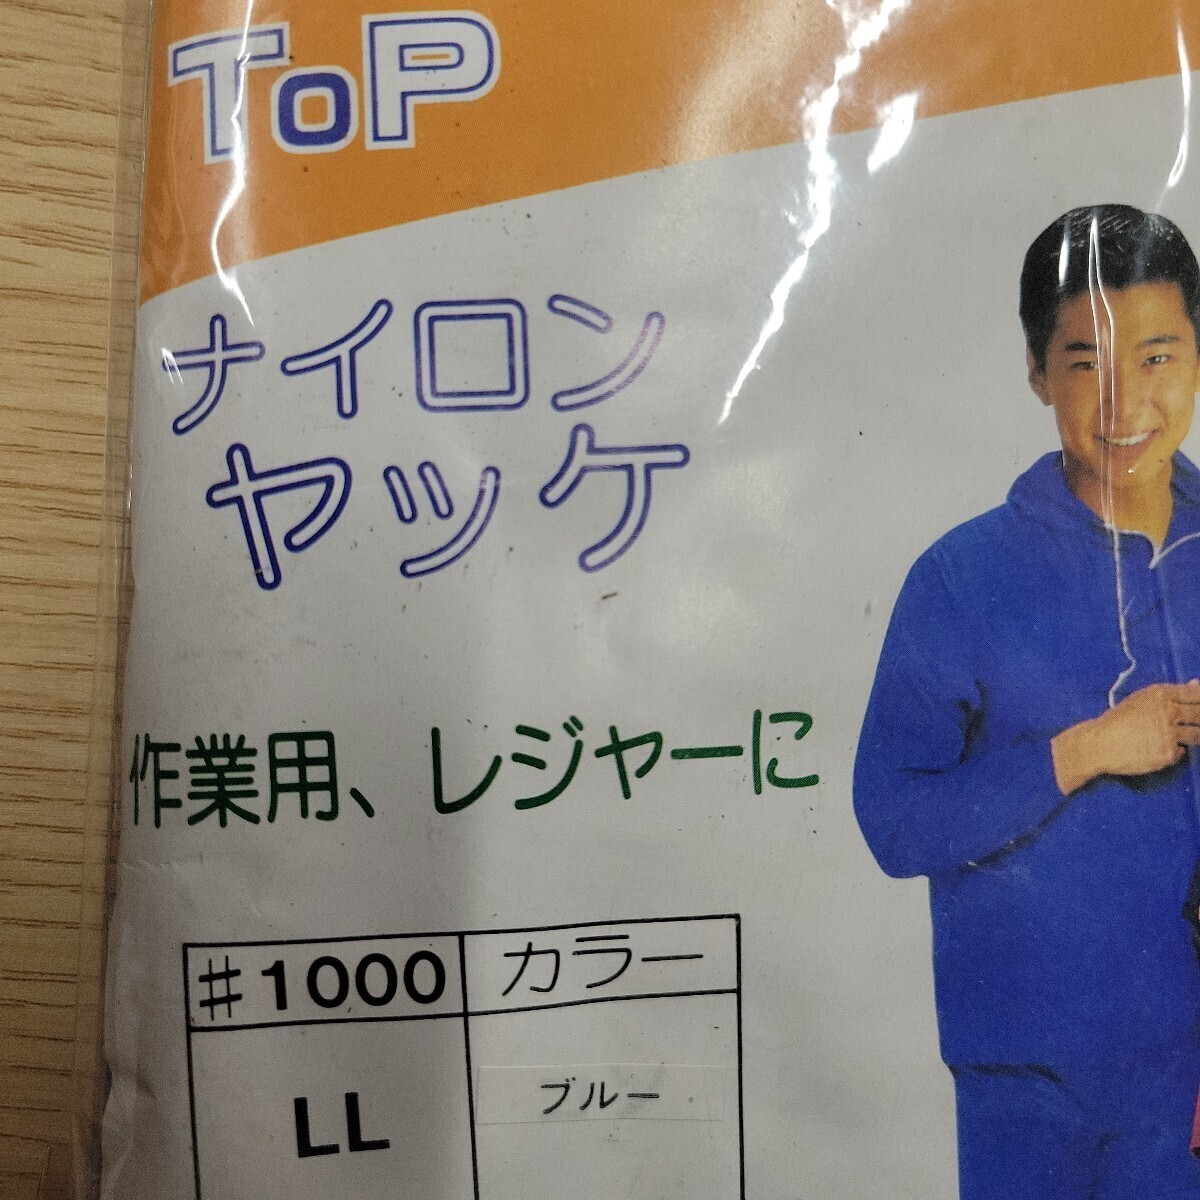 ToP
ナイロン
ヤッケ
作業用、レジャーに
#1000 カラー
LL ブルー